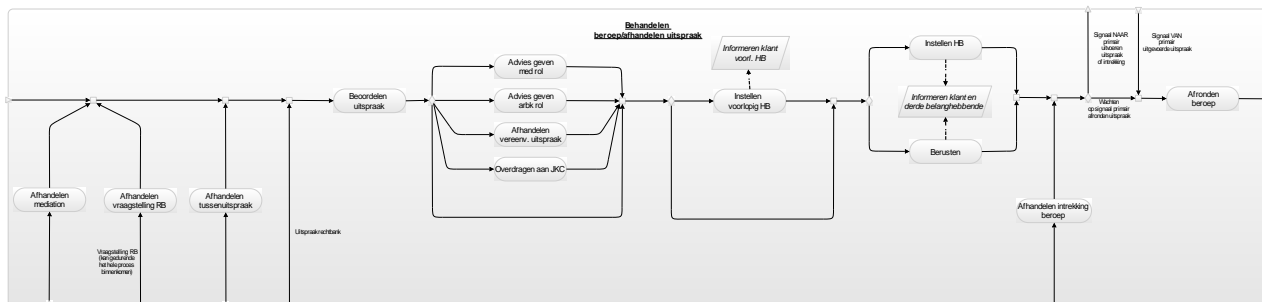 Behandelen
beroep/afhandelen uitspraak
Informeren klant
voorl. HB
Instellen HB
Signaal NAAR
primair
uitvoeren
uitspraak
of intrekking
Signaal VAN
primair
uitgevoerde uitspraak
Advies geven
med rol
Beoordelen
uitspraak
Advies geven
arbk rol
Instellen
voorlopig HB
Informeren klant en
derde belanghebbende
Wachten
op signaal primair
afronden uitspraak
Afronden
beroep
Afhandelen
vereenv. uitspraak
Berusten
Overdragen aan JKC
Afhandelen
mediation
Afhandelen
vraagstelling RB
Afhandelen
tussenuitspraak
Afhandelen intrekking
beroep
Uitspraak rechtbank
Vraagstelling RB
(kan gedurende
het hele proces
binnenkomen)